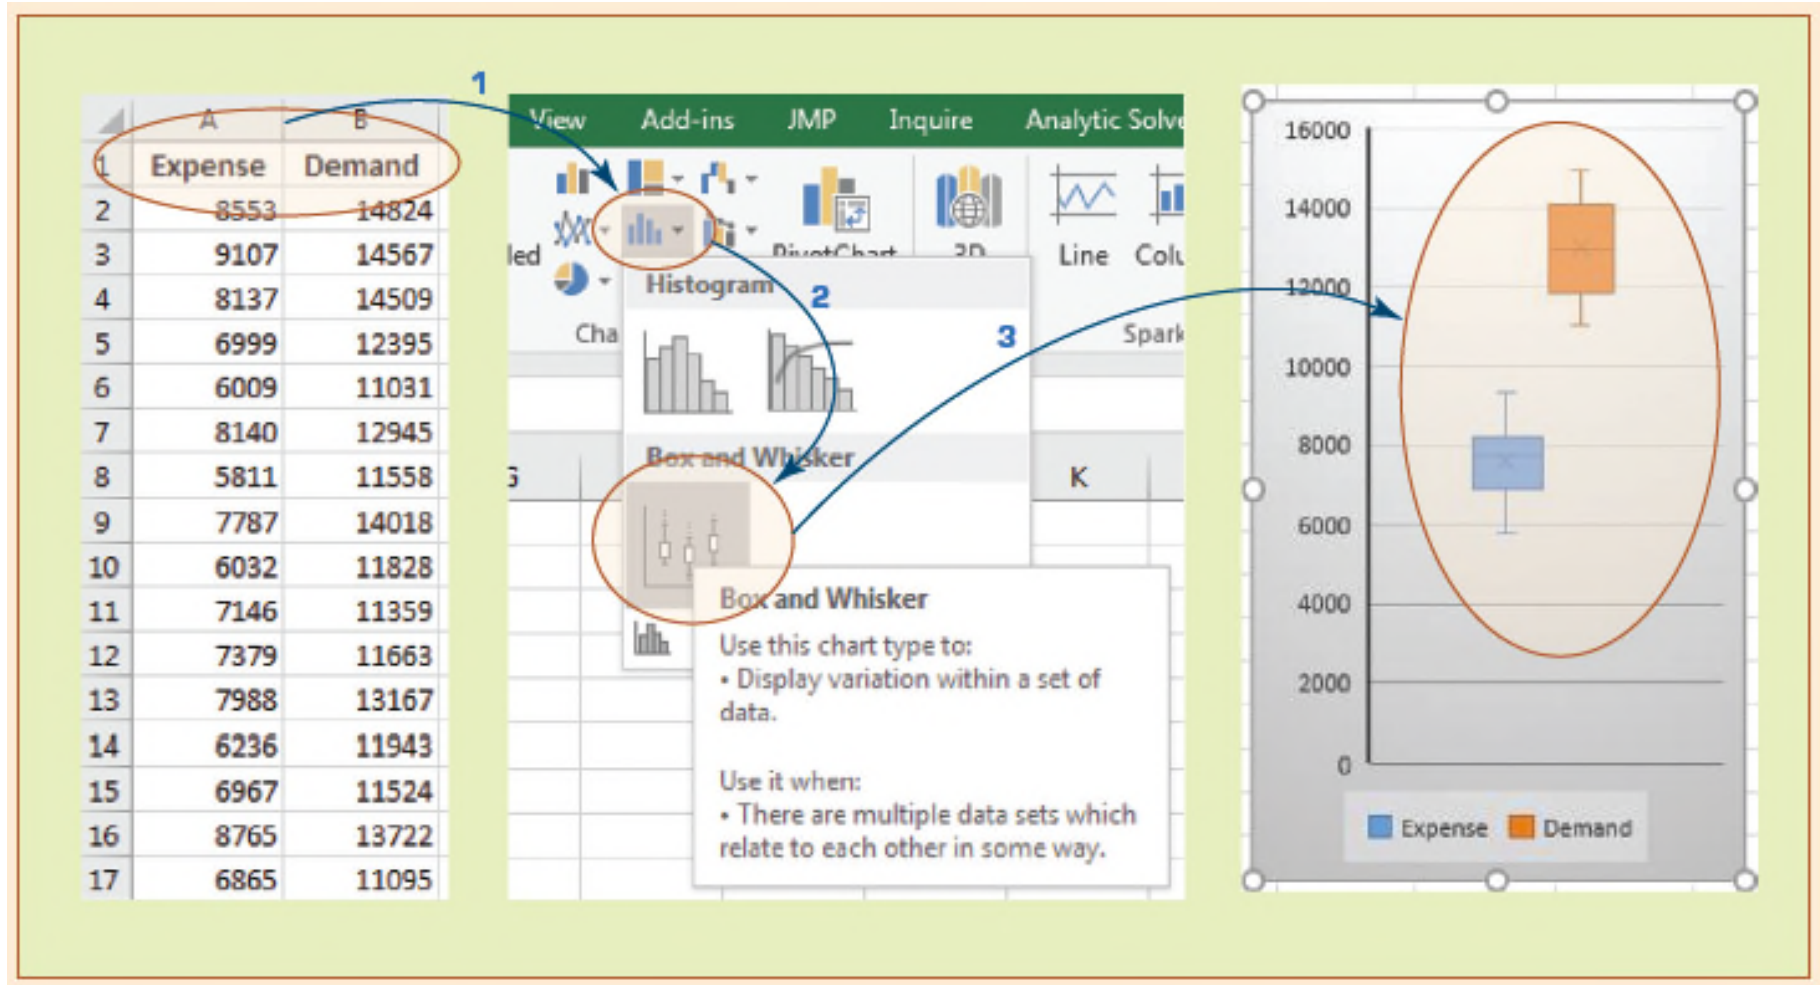 1
A B
1 Expense Demand
2 8553 14824
3 9107 14567
4 8137 14509
5 6999 12395
6 6009 11031
7 8140 12945
8 5811 11558
9 7787 14018
10 6032 11828
11 7146 11359
12 7379 11663
13 7988 13167
14 6236 11943
15 6967 11524
16 8765 13722
17 6865 11095
View Add-ins JMP Inquire Analytic Solve
led PivotChart 3D Line Colu
Histogram
2
3
Cha Spark
Box and Whisker
K
Box and Whisker
Use this chart type to:
• Display variation within a set of
data.
Use it when:
• There are multiple data sets which
relate to each other in some way.
16000
14000
12000
10000
8000
6000
4000
2000
0
Expense Demand